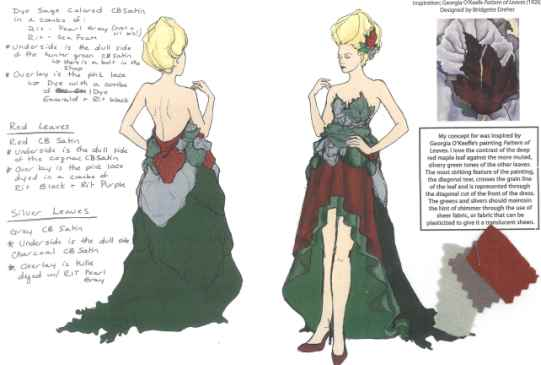 Dye Sage Colored CB Satin
in a combo of:
Rit - Pearl Gray
Rit - Sea Foam
* Underside is the dull side
of the hunter green CB Satin
there is a bolt in the
Shop
* Overlay is the pink lace
Dye with a combo
of Dye
Emerald + Rit black
Red Leaves
Red CB Satin
* Underside is the dull side
of the cognac CB Satin
* Overlay is the pink lace
dyed in a combo of
Rit Black + Rit Purple
Silver Leaves
Gray CB Satin
* Underside is the dull side
Charcoal CB Satin
* Overlay is tulle
dyed w/ RIT Pearl
Gray
Inspiration: Georgia O'Keeffe Pattern of Leaves (1923)
Designed by Bridgette Dreher
My concept for was inspired by
Georgia O'Keeffe's painting Pattern of
Leaves. I love the contrast of the deep
red maple leaf against the more muted,
silvery green tones of the other leaves.
The most striking feature of the painting,
the diagonal tear, crosses the grain line
of the leaf and is represented through
the diagonal cut of the front of the dress.
The greens and silvers should maintain
the hint of shimmer through the use of
sheer fabric, or fabric that can be
plasticized to give it a translucent sheen.